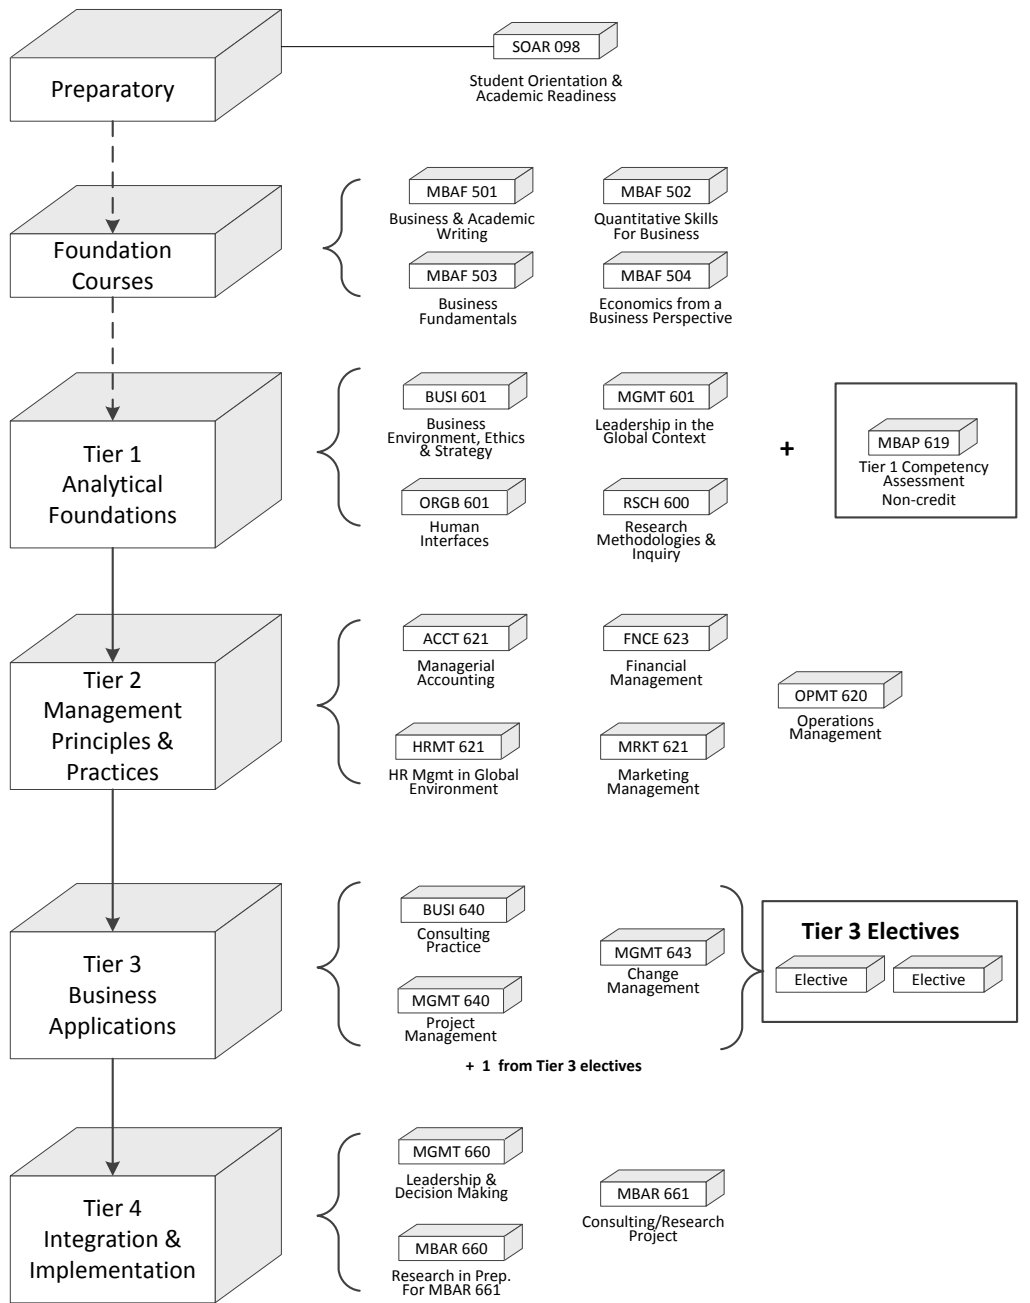 Preparatory
SOAR 098
Student Orientation &
Academic Readiness
Foundation
Courses
MBAF 501
Business & Academic
Writing
MBAF 502
Quantitative Skills
For Business
MBAF 503
Business
Fundamentals
MBAF 504
Economics from a
Business Perspective
Tier 1
Analytical
Foundations
BUSI 601
Business
Environment, Ethics
& Strategy
MGMT 601
Leadership in the
Global Context
ORGB 601
Human
Interfaces
RSCH 600
Research
Methodologies &
Inquiry
+
MBAP 619
Tier 1 Competency
Assessment
Non-credit
Tier 2
Management
Principles &
Practices
ACCT 621
Managerial
Accounting
FNCE 623
Financial
Management
HRMT 621
HR Mgmt in Global
Environment
MRKT 621
Marketing
Management
OPMT 620
Operations
Management
Tier 3
Business
Applications
BUSI 640
Consulting
Practice
MGMT 640
Project
Management
MGMT 643
Change
Management
+ 1 from Tier 3 electives
Tier 3 Electives
Elective
Elective
Tier 4
Integration &
Implementation
MGMT 660
Leadership &
Decision Making
MBAR 660
Research in Prep.
For MBAR 661
MBAR 661
Consulting/Research
Project